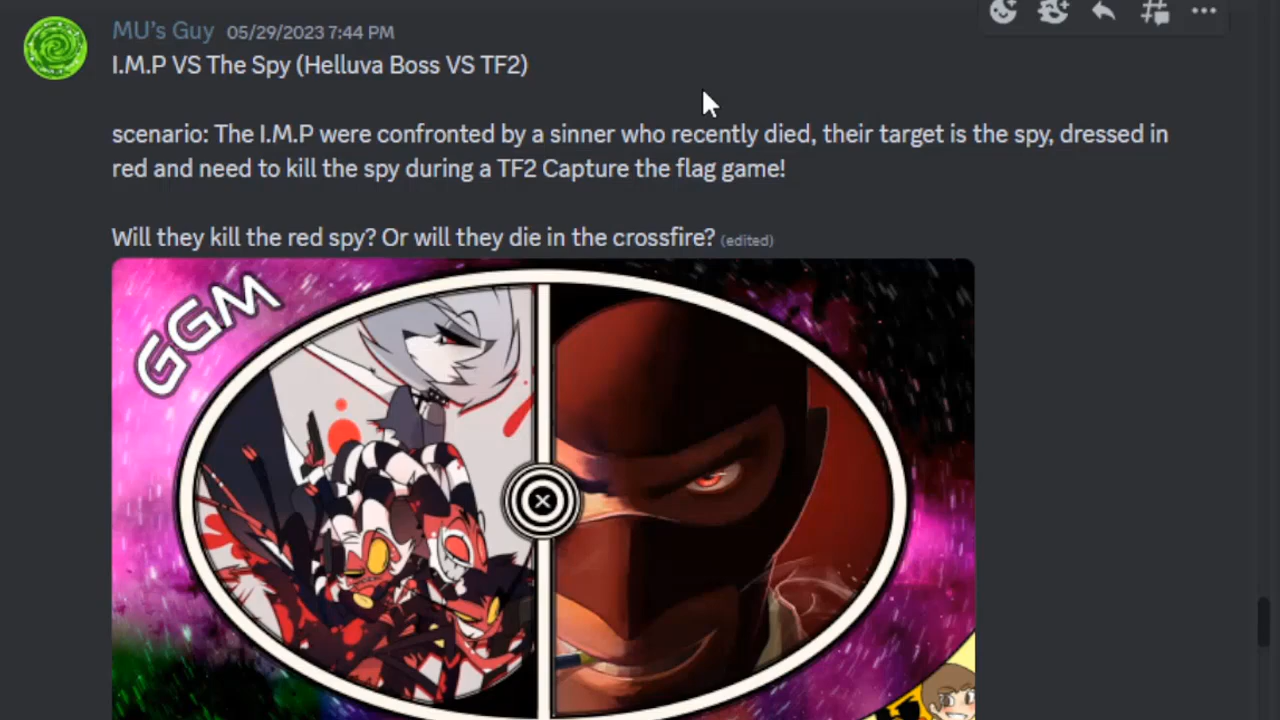 MU's Guy 05/29/2023 7:44 PM
I.M.P VS The Spy (Helluva Boss VS TF2)
scenario: The I.M.P were confronted by a sinner who recently died, their target is the spy, dressed in
red and need to kill the spy during a TF2 Capture the flag game!
Will they kill the red spy? Or will they die in the crossfire? (edited)
GGM